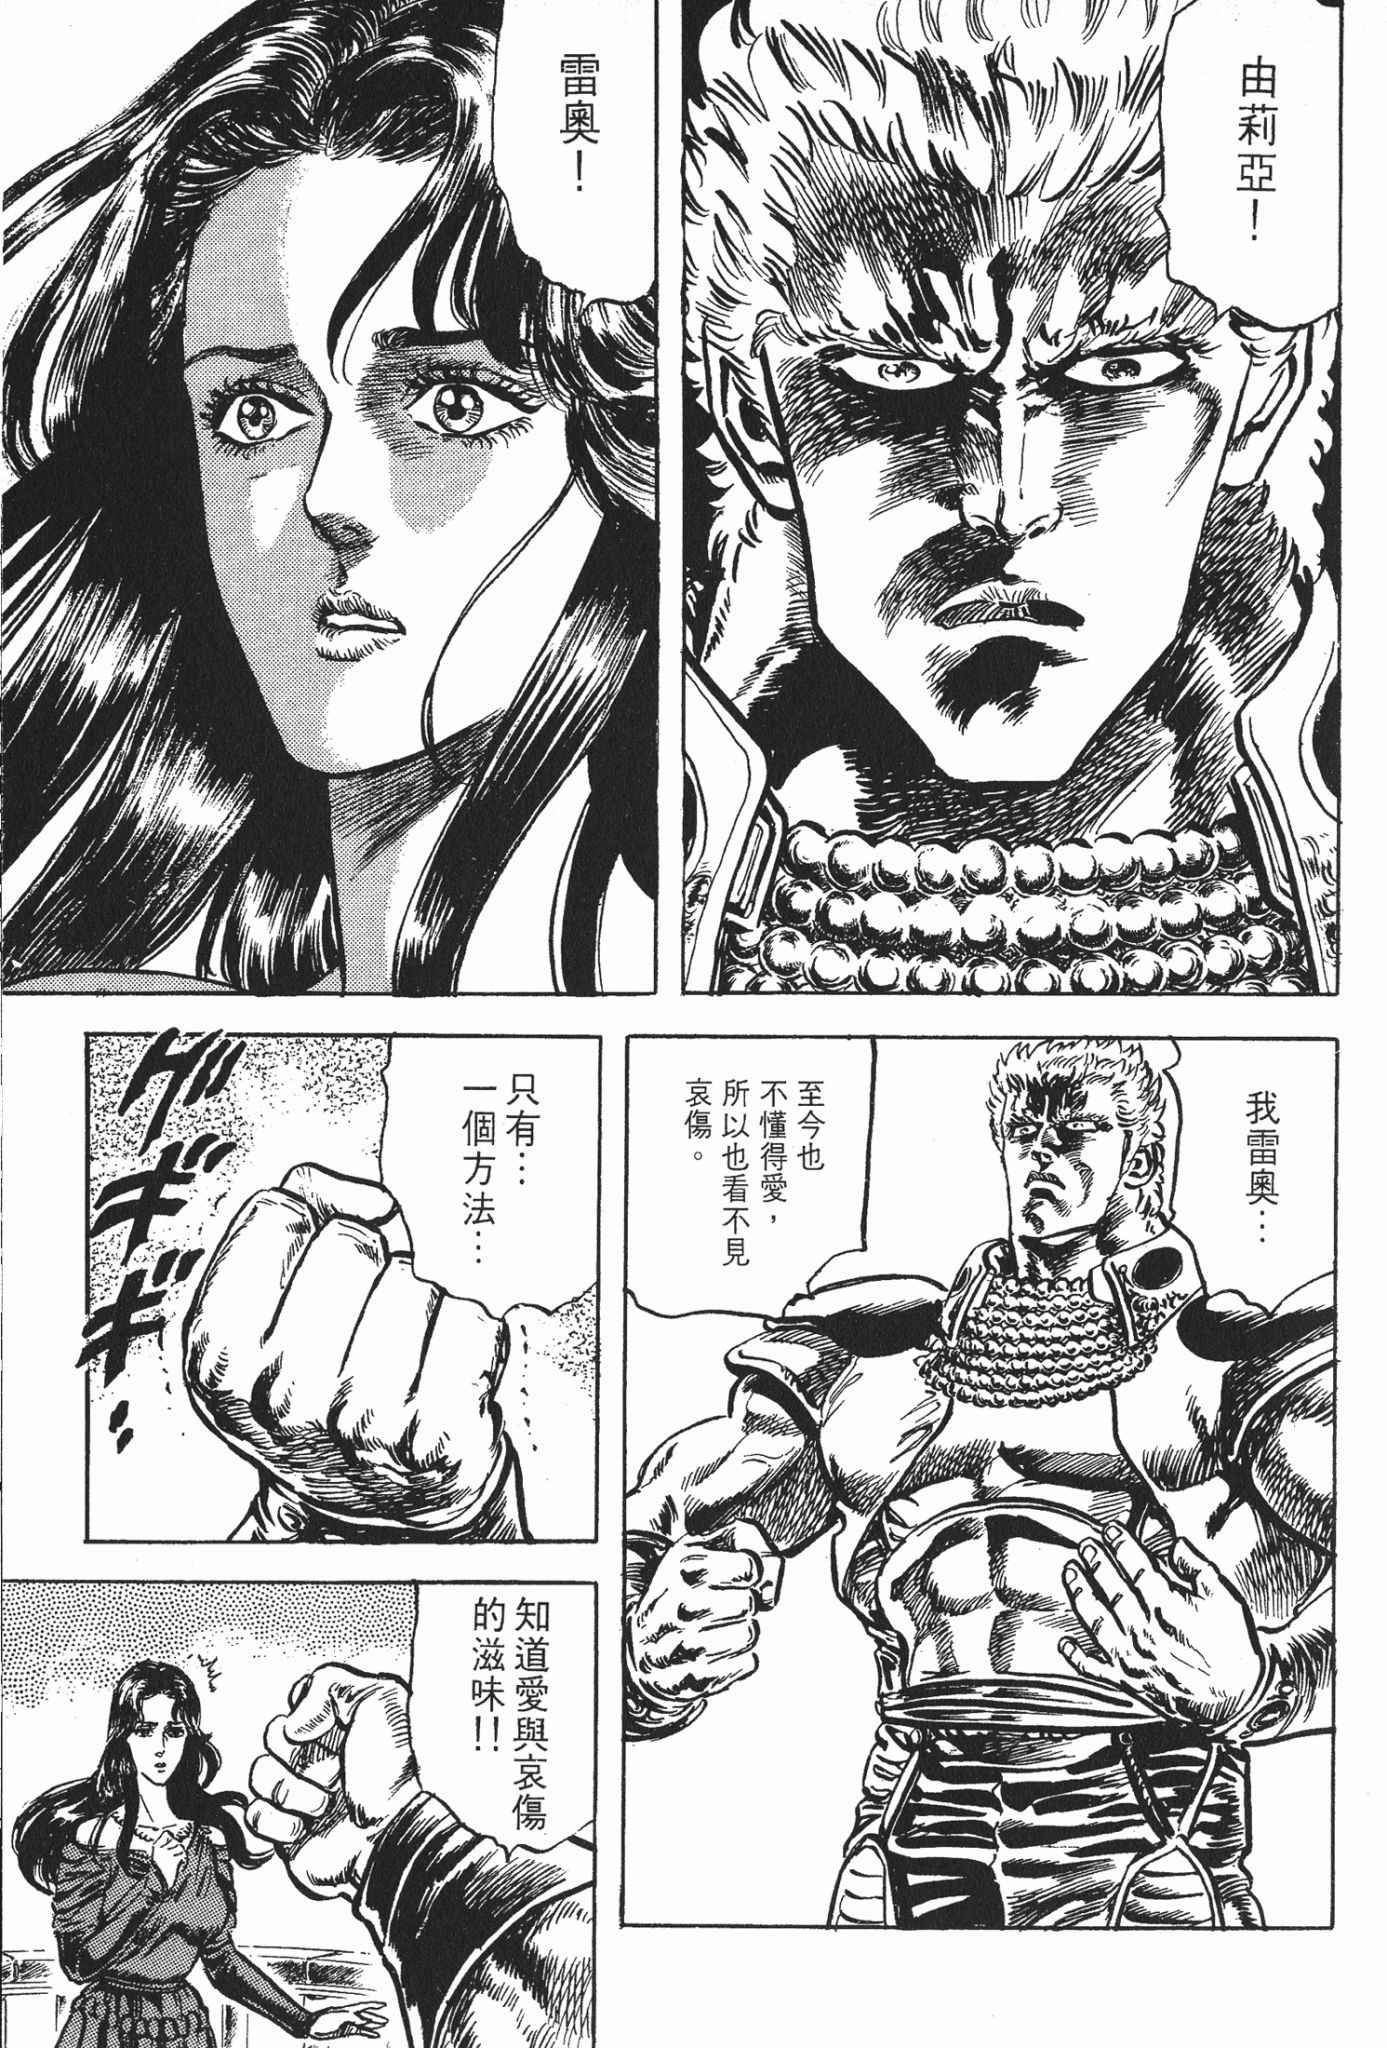 由莉亞！
雷奧！
我雷奧…
至今也
不懂得愛，
所以也看不見
哀傷。
只有…
一個方法…
グギギ
知道愛與哀傷
的滋味!!